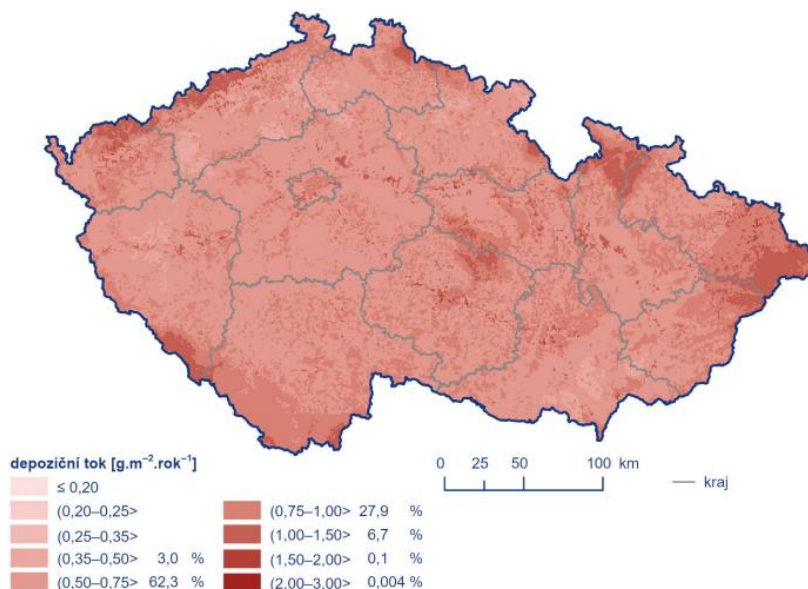 depoziční tok [g.m⁻².rok⁻¹]
≤ 0,20
(0,20–0,25>
(0,25–0,35>
(0,35–0,50> 3,0 %
(0,50–0,75> 62,3 %
(0,75–1,00> 27,9 %
(1,00–1,50> 6,7 %
(1,50–2,00> 0,1 %
(2,00–3,00> 0,004 %
0 25 50 100 km
kraj